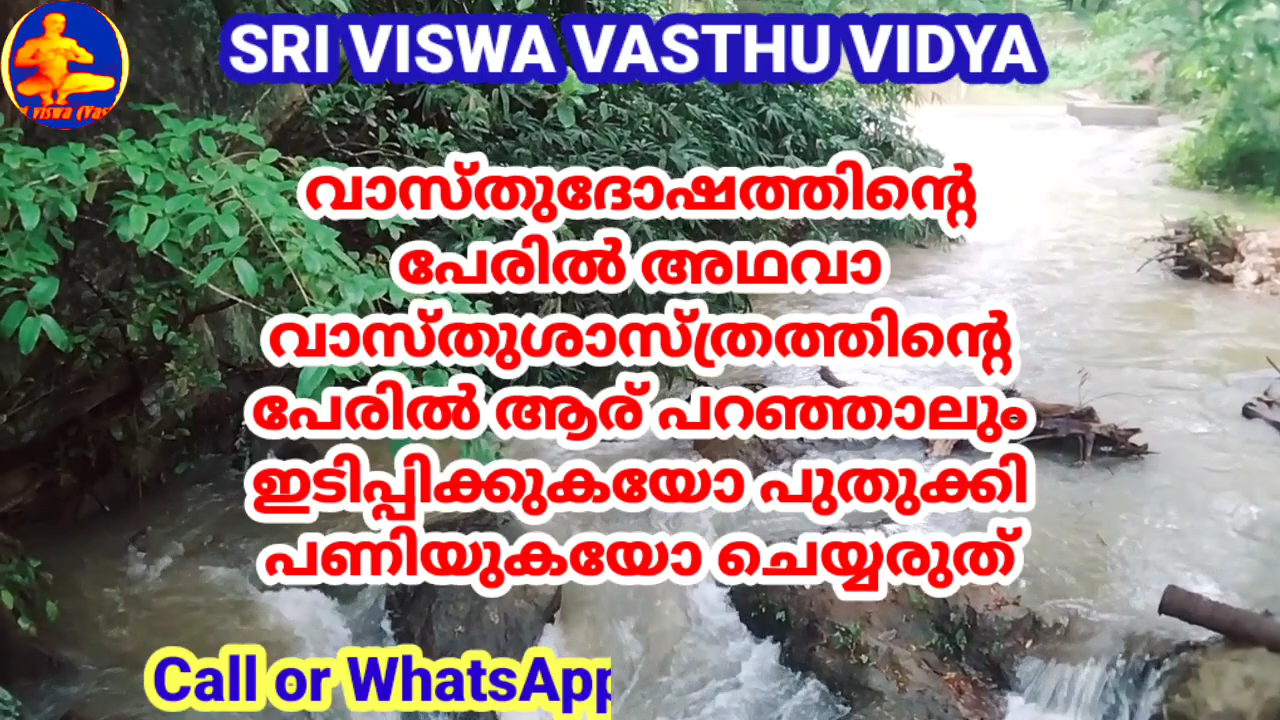 SRI VISWA VASTHU VIDYA
വാസ്തുദോഷത്തിന്റെ
പേരിൽ അഥവാ
വാസ്തുശാസ്ത്രത്തിന്റെ
പേരിൽ ആര് പറഞ്ഞാലും
ഇടിപ്പിക്കുകയോ പുതുക്കി
പണിയുകയോ ചെയ്യരുത്
Call or WhatsApp